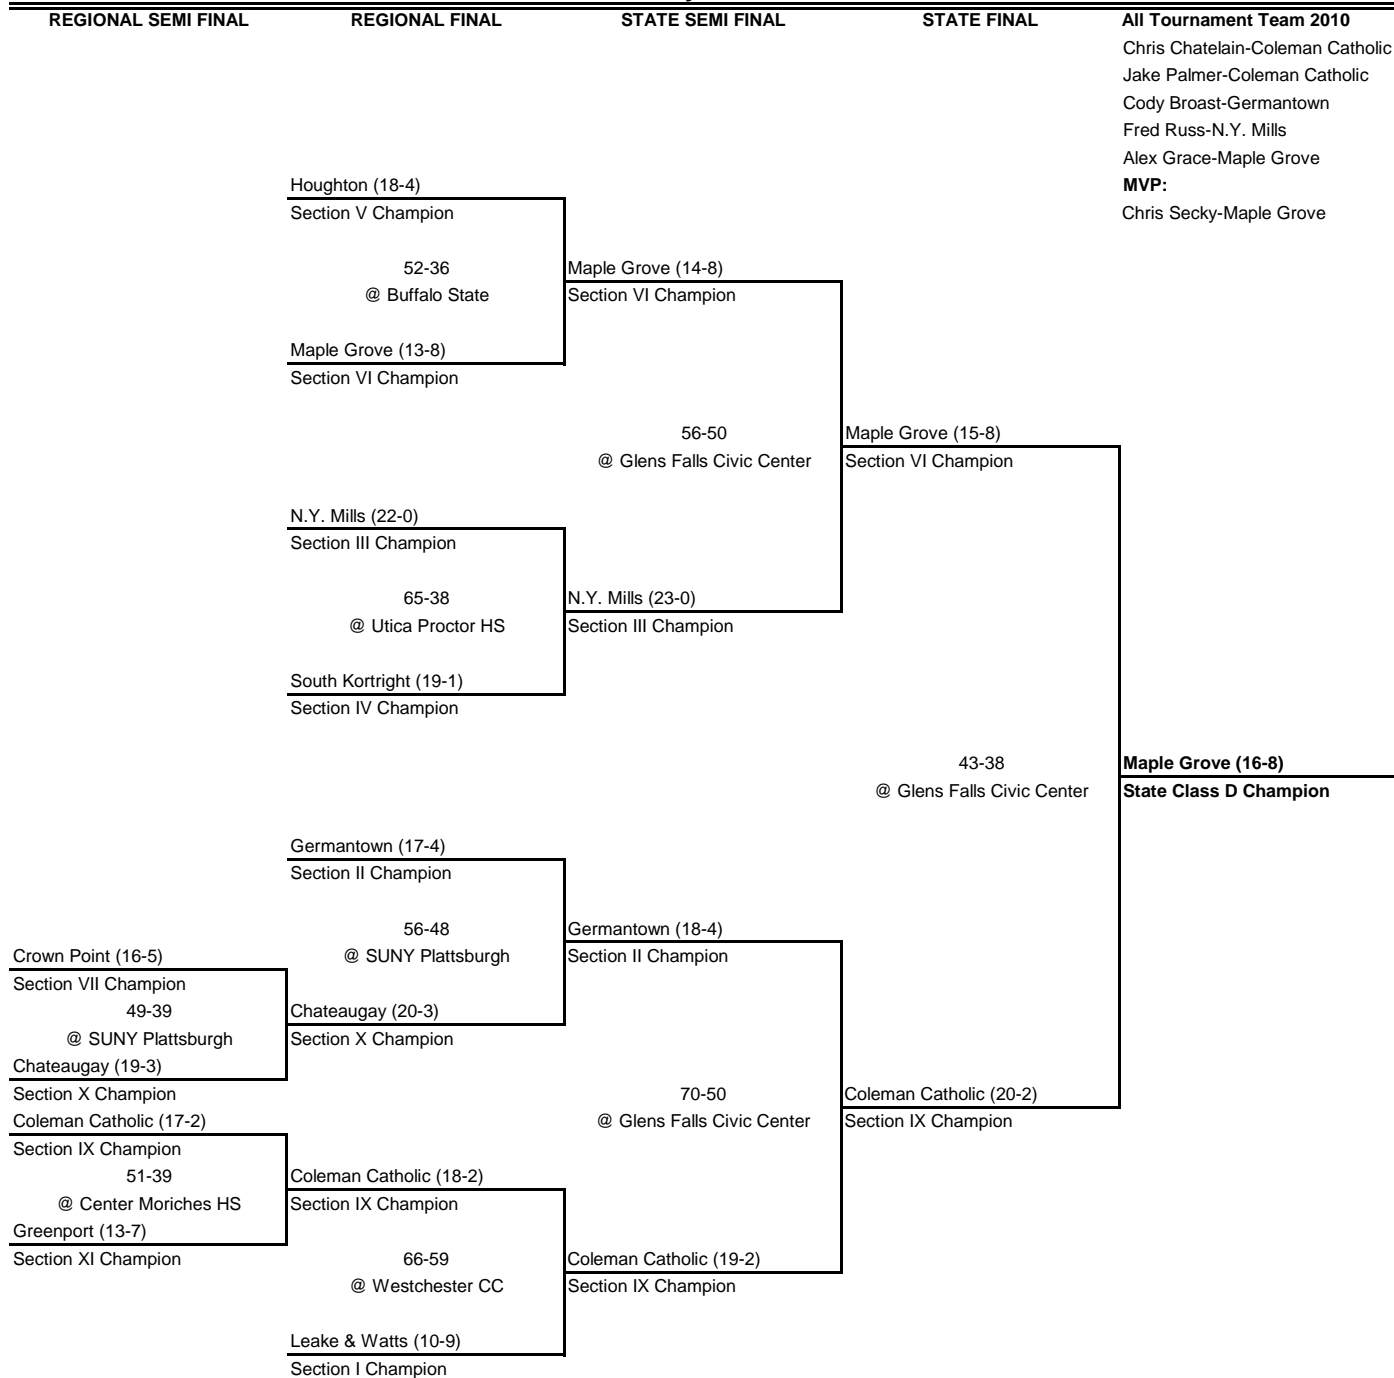 REGIONAL SEMI FINAL REGIONAL FINAL STATE SEMI FINAL STATE FINAL All Tournament Team 2010
Chris Chatelain-Coleman Catholic
Jake Palmer-Coleman Catholic
Cody Broast-Germantown
Fred Russ-N.Y. Mills
Alex Grace-Maple Grove
Houghton (18-4) MVP:
Section V Champion Chris Secky-Maple Grove
52-36 Maple Grove (14-8)
@ Buffalo State Section VI Champion
Maple Grove (13-8)
Section VI Champion
56-50 Maple Grove (15-8)
@ Glens Falls Civic Center Section VI Champion
N.Y. Mills (22-0)
Section III Champion
65-38 N.Y. Mills (23-0)
@ Utica Proctor HS Section III Champion
South Kortright (19-1)
Section IV Champion
43-38 Maple Grove (16-8)
@ Glens Falls Civic Center State Class D Champion
Germantown (17-4)
Section II Champion
56-48 Germantown (18-4)
Crown Point (16-5) @ SUNY Plattsburgh Section II Champion
Section VII Champion
49-39 Chateaugay (20-3)
@ SUNY Plattsburgh Section X Champion
Chateaugay (19-3)
Section X Champion 70-50 Coleman Catholic (20-2)
Coleman Catholic (17-2) @ Glens Falls Civic Center Section IX Champion
Section IX Champion
51-39 Coleman Catholic (18-2)
@ Center Moriches HS Section IX Champion
Greenport (13-7)
Section XI Champion 66-59 Coleman Catholic (19-2)
@ Westchester CC Section IX Champion
Leake & Watts (10-9)
Section I Champion